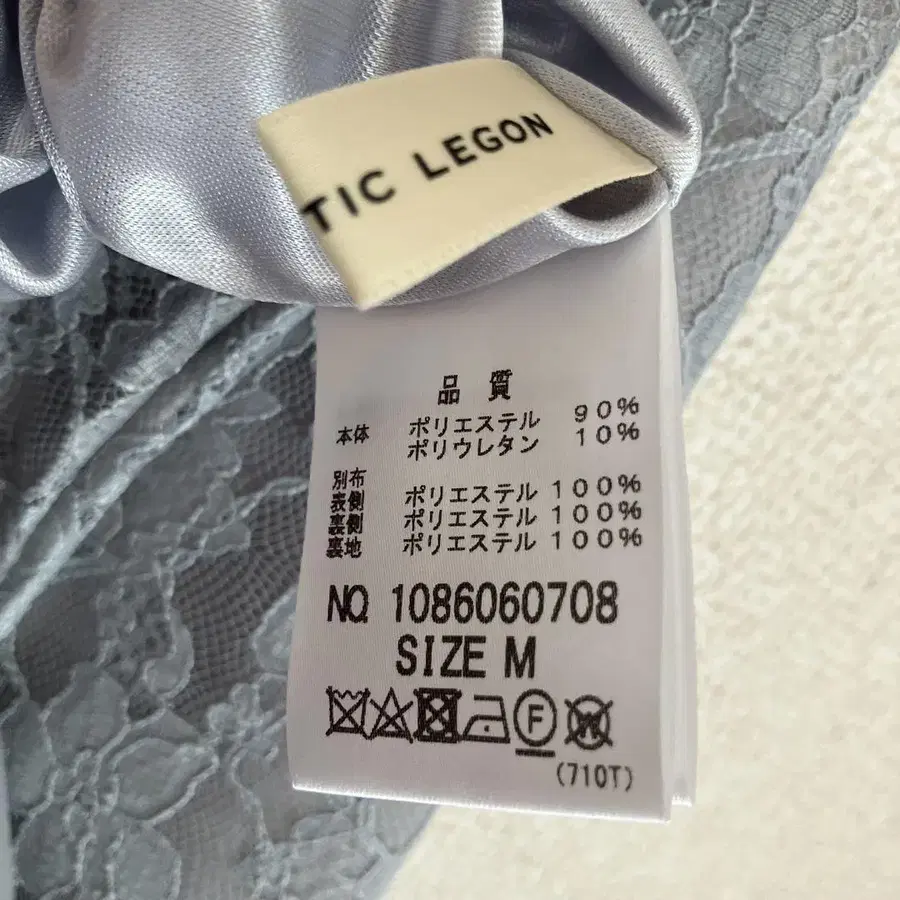 TIC LEGON
品質
本体 ポリエステル 90%
ポリウレタン 10%
別布
表側 ポリエステル 100%
裏側 ポリエステル 100%
裏地 ポリエステル 100%
NO. 1086060708
SIZE M
F W
(710T)